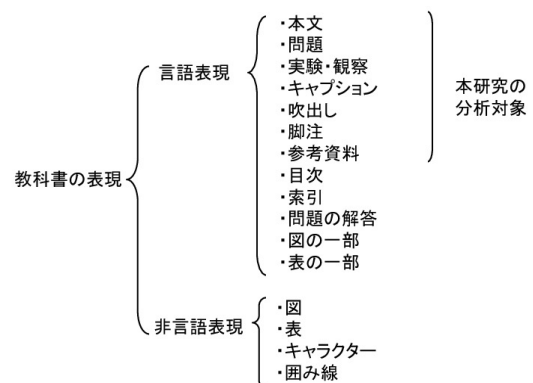 教科書の表現
言語表現
・本文
・問題
・実験・観察
・キャプション
・吹出し
・脚注
・参考資料
・目次
・索引
・問題の解答
・図の一部
・表の一部
本研究の
分析対象
非言語表現
・図
・表
・キャラクター
・囲み線